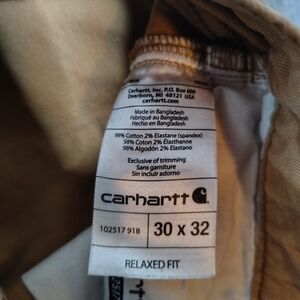 Carhartt, Inc, P.O. Box 600
Dearborn, MI 48121 USA
carhartt.com
Made in Bangladesh
Fabriqué au Bangladesh
Hecho en Bangladesh
98% Cotton 2% Elastane (spandex)
98% Coton 2% Élasthanne
98% Algodón 2% Elastano
Exclusive of trimming
Sans garniture
Sin incluir adorno
carhartt
102517 918
30 x 32
RELAXED FIT